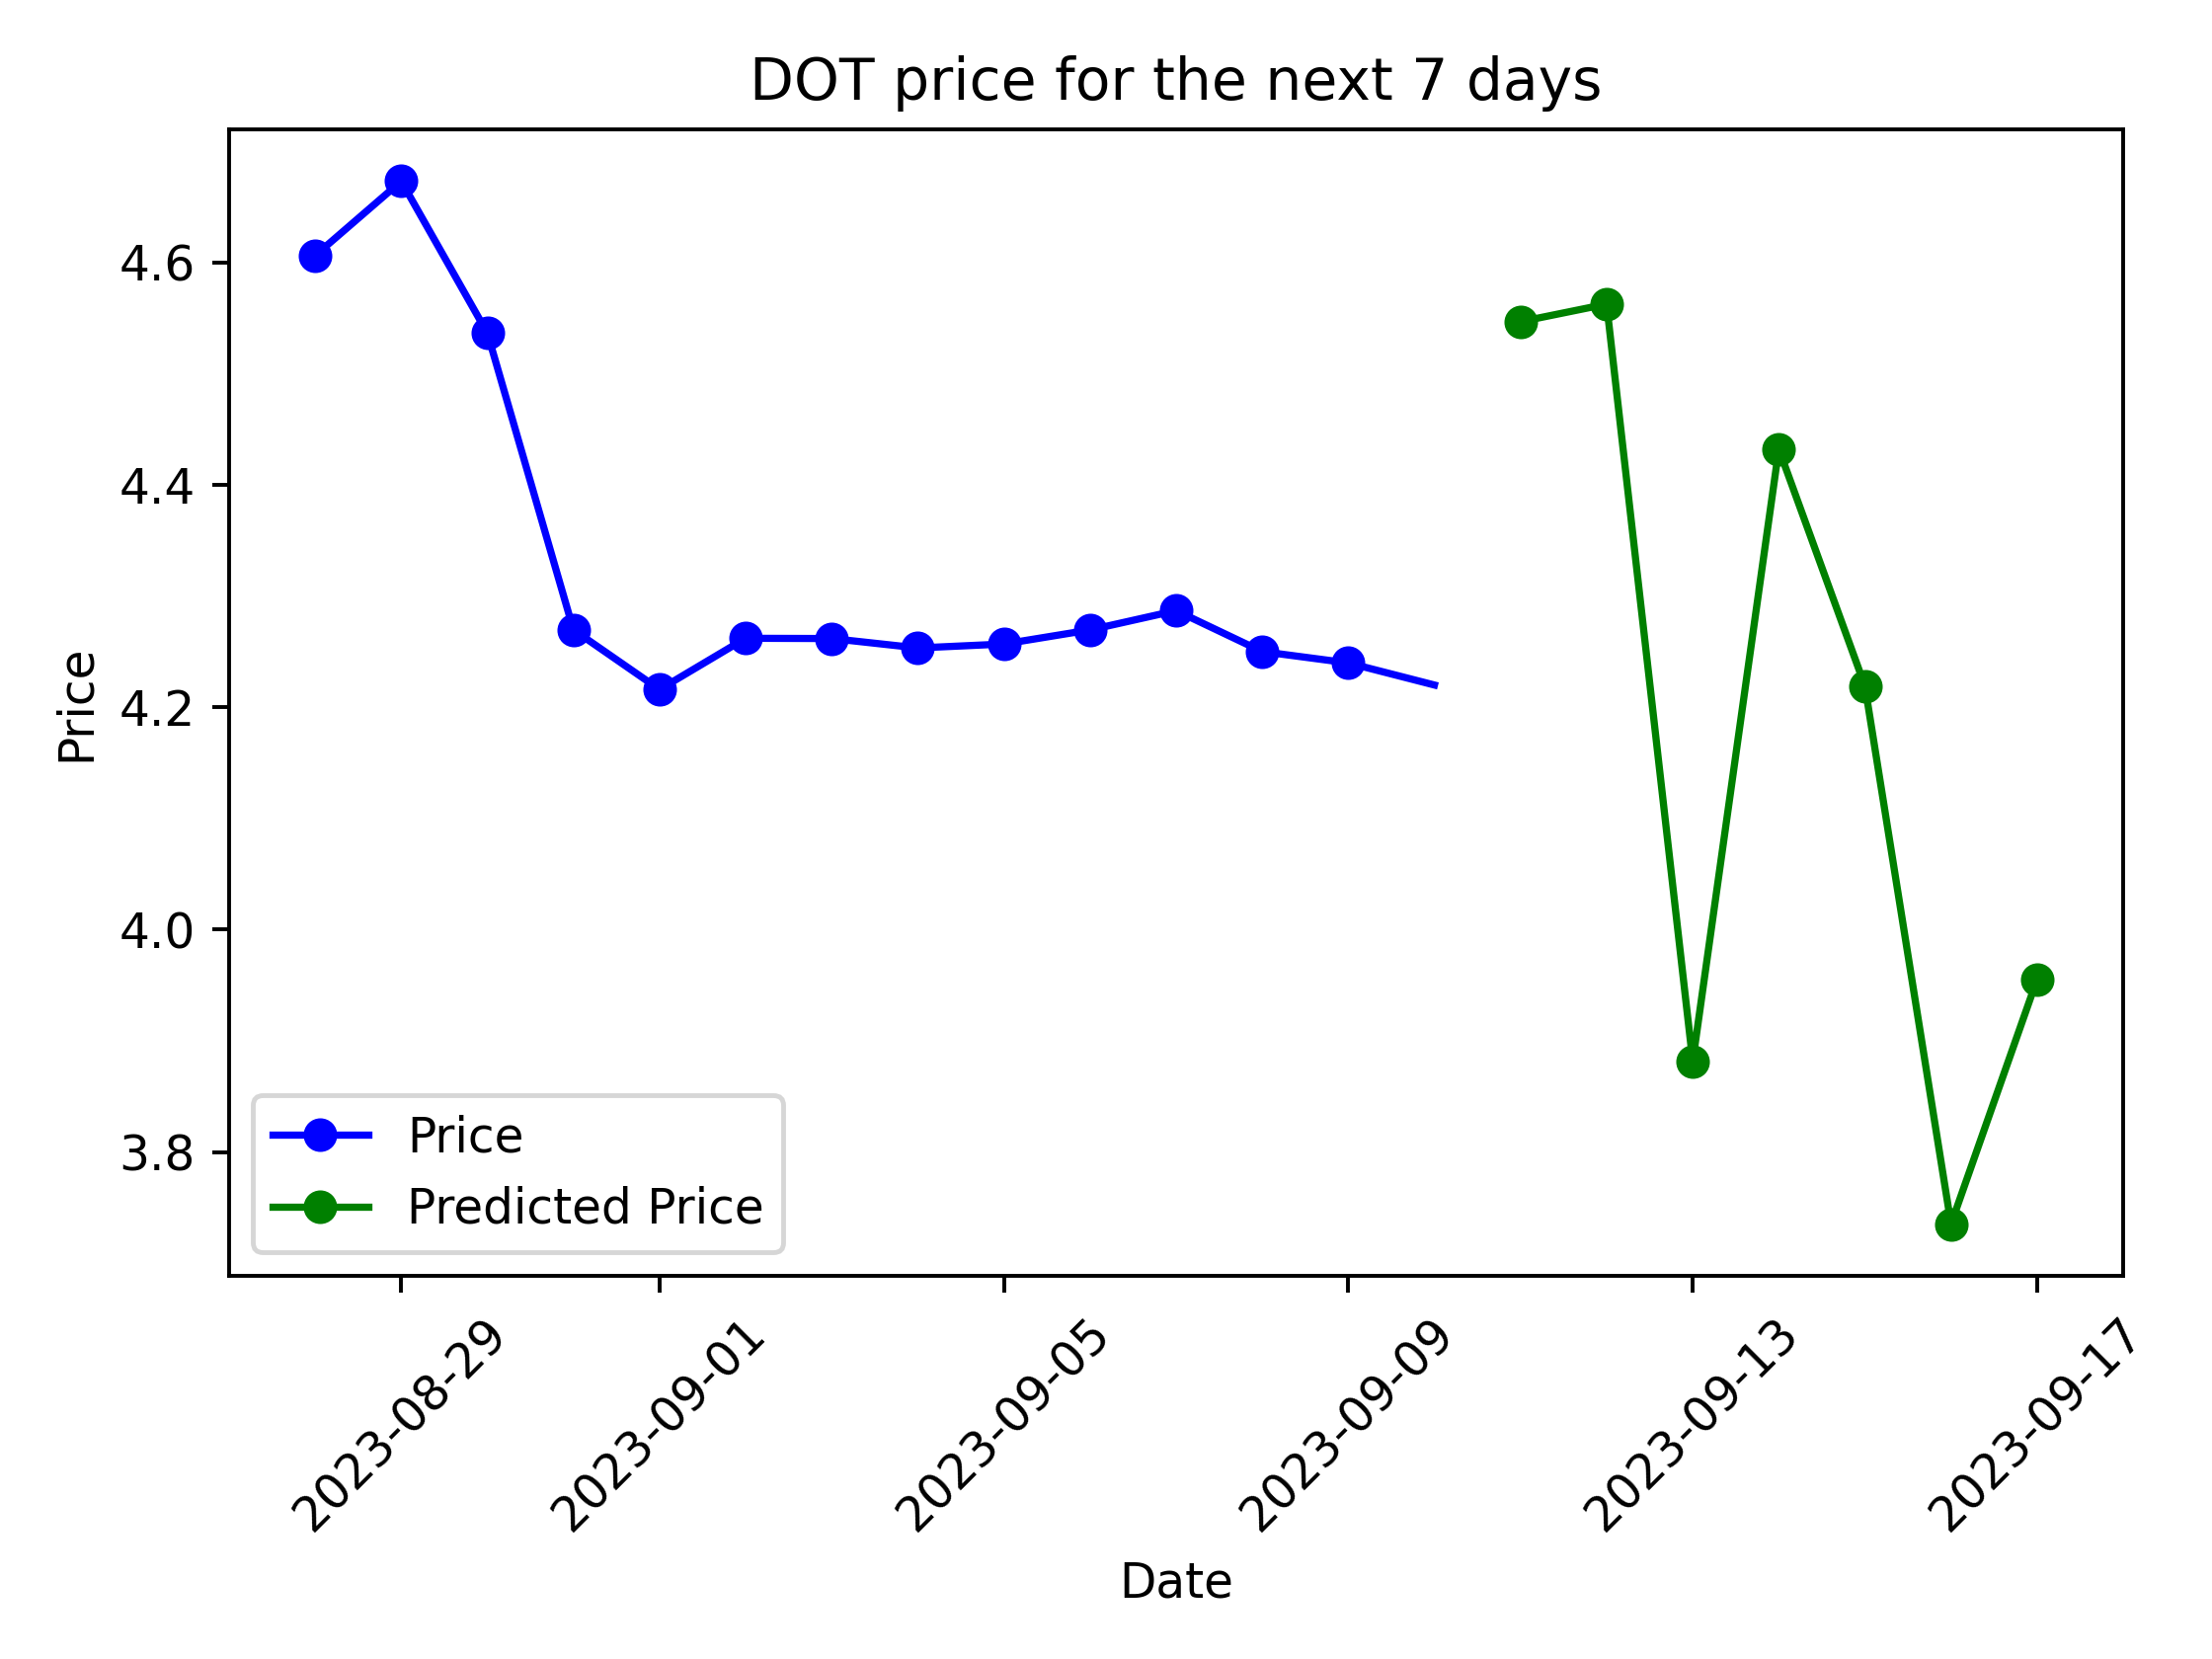 DOT price for the next 7 days
Price
4.6
4.4
4.2
4.0
3.8
Price
Predicted Price
2023-08-29
2023-09-01
2023-09-05
2023-09-09
2023-09-13
2023-09-17
Date